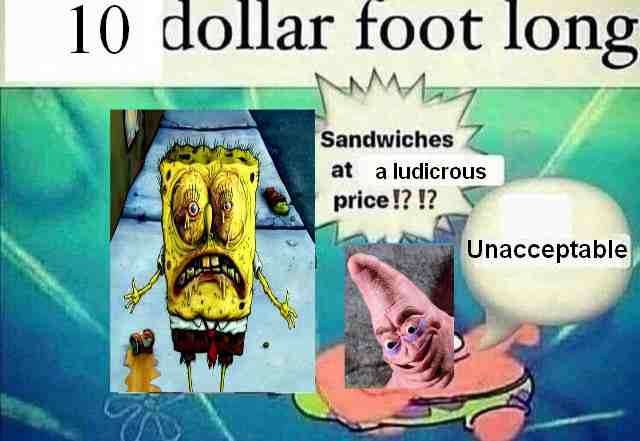 10 dollar foot long
Sandwiches
at a ludicrous
price!? !?
Unacceptable